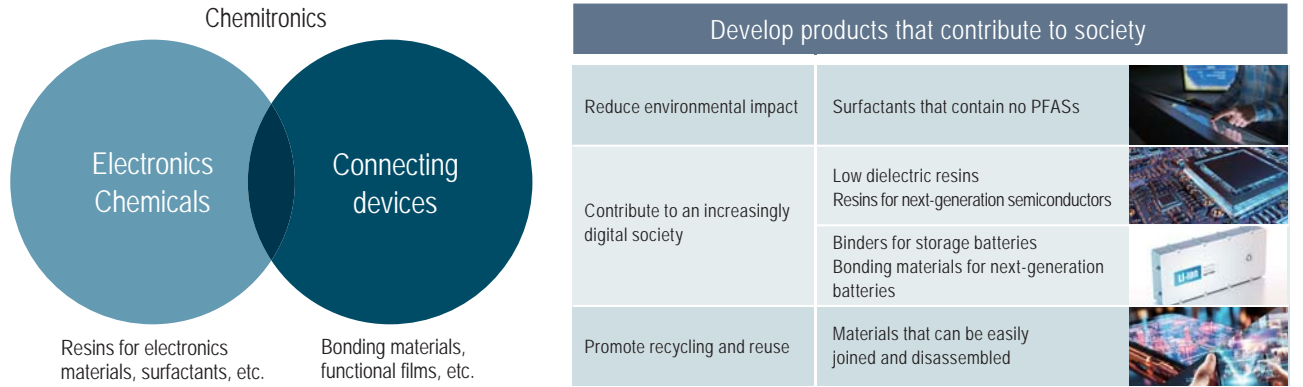 Chemitronics
Electronics
Chemicals
Connecting
devices
Resins for electronics
materials, surfactants, etc.
Bonding materials,
functional films, etc.
Develop products that contribute to society
Reduce environmental impact
Surfactants that contain no PFASs
Contribute to an increasingly
digital society
Low dielectric resins
Resins for next-generation semiconductors
Binders for storage batteries
Bonding materials for next-generation
batteries
Li-ion
Promote recycling and reuse
Materials that can be easily
joined and disassembled